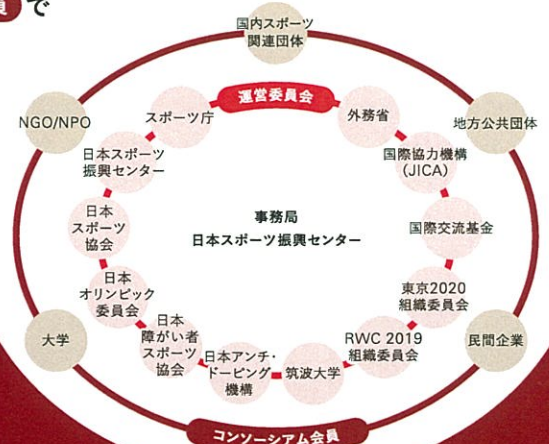 員 で
国内スポーツ
関連団体
運営委員会
NGO/NPO
スポーツ庁
外務省
地方公共団体
日本スポーツ
振興センター
国際協力機構
(JICA)
日本
スポーツ
協会
事務局
日本スポーツ振興センター
国際交流基金
日本
オリンピック
委員会
東京2020
組織委員会
大学
日本
障がい者
スポーツ
協会
日本アンチ・
ドーピング
機構
筑波大学
RWC 2019
組織委員会
民間企業
コンソーシアム会員